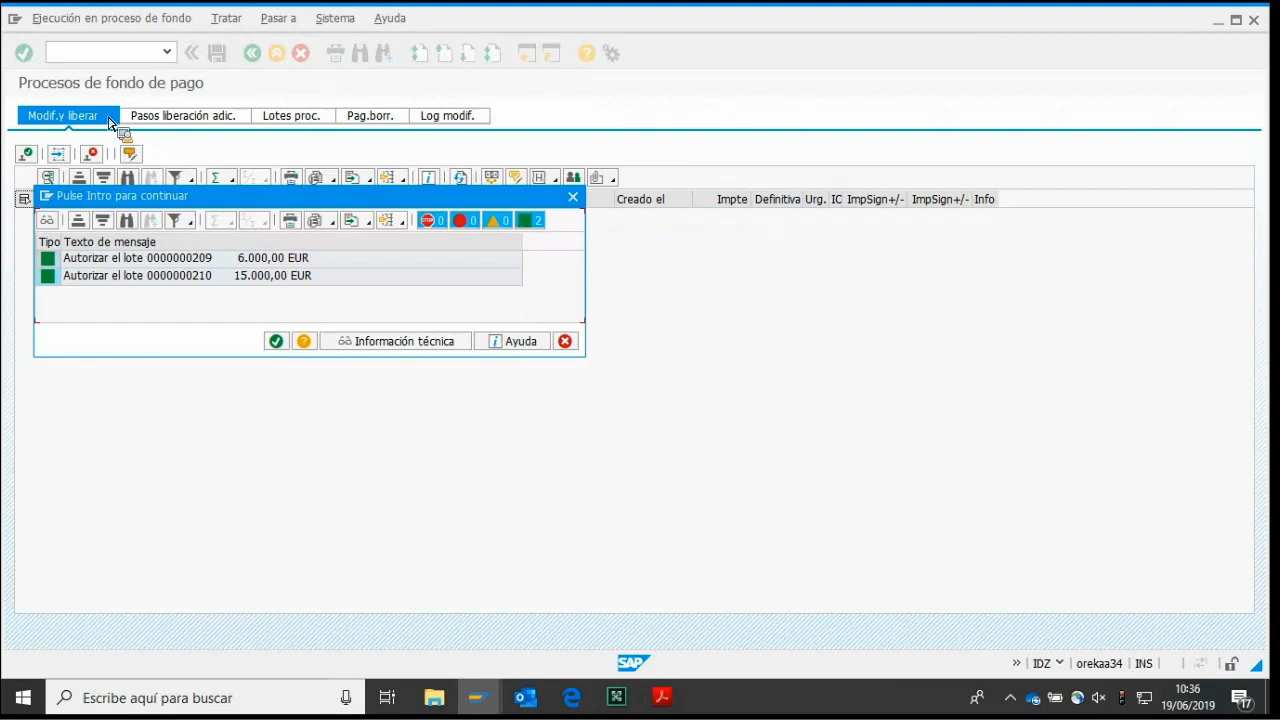 Ejecución en proceso de fondo Tratar Pasar a Sistema Ayuda
Procesos de fondo de pago
Modif.y liberar Pasos liberación adic. Lotes proc. Pag.borr. Log modif.
Pulse Intro para continuar
Creado el Impte Definitiva Urg. IC ImpSign+/- ImpSign+/- Info
STOP 0 0 0 2
Tipo Texto de mensaje
Autorizar el lote 0000000209 6.000,00 EUR
Autorizar el lote 0000000210 15.000,00 EUR
Información técnica Ayuda
SAP
IDZ orekaa34 INS
Escribe aquí para buscar
10:36
19/06/2019
17